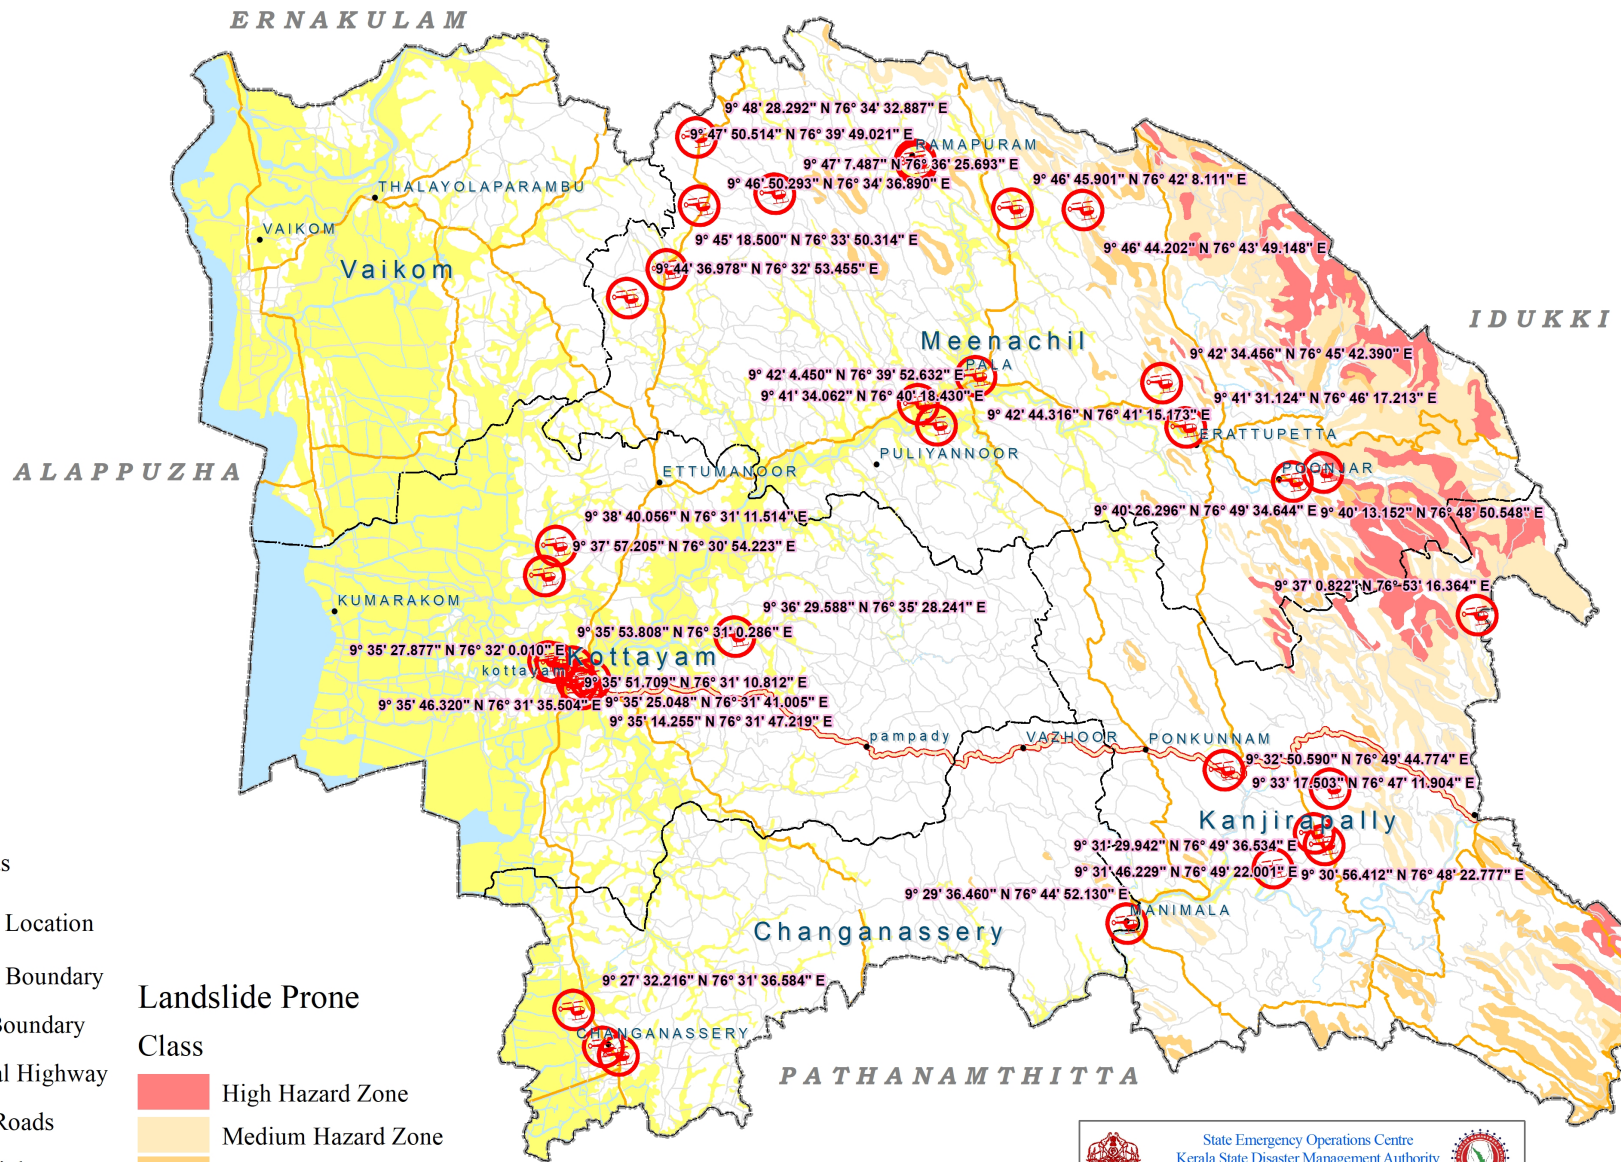 ERNAKULAM
9° 48' 28.292" N 76° 34' 32.887" E
9° 47' 50.514" N 76° 39' 49.021" E
RAMAPURAM
9° 47' 7.487" N 76° 36' 25.693" E
9° 46' 50.293" N 76° 34' 36.890" E
9° 46' 45.901" N 76° 42' 8.111" E
THALAYOLAPARAMBU
VAIKOM
9° 45' 18.500" N 76° 33' 50.314" E
9° 46' 44.202" N 76° 43' 49.148" E
Vaikom
9° 44' 36.978" N 76° 32' 53.455" E
IDUKKI
Meenachil
9° 42' 34.456" N 76° 45' 42.390" E
PALA
9° 42' 4.450" N 76° 39' 52.632" E
9° 41' 34.062" N 76° 40' 18.430" E
9° 41' 31.124" N 76° 46' 17.213" E
9° 42' 44.316" N 76° 41' 15.173" E
ERATTUPETTA
PULIYANNOOR
ALAPPUZHA
ETTUMANOOR
POONJAR
9° 40' 26.296" N 76° 49' 34.644" E
9° 40' 13.152" N 76° 48' 50.548" E
9° 38' 40.056" N 76° 31' 11.514" E
9° 37' 57.205" N 76° 30' 54.223" E
9° 37' 0.822" N 76° 53' 16.364" E
KUMARAKOM
9° 36' 29.588" N 76° 35' 28.241" E
9° 35' 53.808" N 76° 31' 0.286" E
9° 35' 27.877" N 76° 32' 0.010" E
Kottayam
kottayam
9° 35' 51.709" N 76° 31' 10.812" E
9° 35' 46.320" N 76° 31' 35.504" E
9° 35' 25.048" N 76° 31' 41.005" E
9° 35' 14.255" N 76° 31' 47.219" E
pampady
VAZHOOR
PONKUNNAM
9° 32' 50.590" N 76° 49' 44.774" E
9° 33' 17.503" N 76° 47' 11.904" E
Kanjirapally
9° 31' 29.942" N 76° 49' 36.534" E
9° 31' 46.229" N 76° 49' 22.001" E
9° 30' 56.412" N 76° 48' 22.777" E
9° 29' 36.460" N 76° 44' 52.130" E
MANIMALA
Changanassery
9° 27' 32.216" N 76° 31' 36.584" E
CHANGANASSERY
PATHANAMTHITTA
s
Location
Boundary
Boundary
al Highway
Roads
Landslide Prone
Class
High Hazard Zone
Medium Hazard Zone
State Emergency Operations Centre
Kerala State Disaster Management Authority